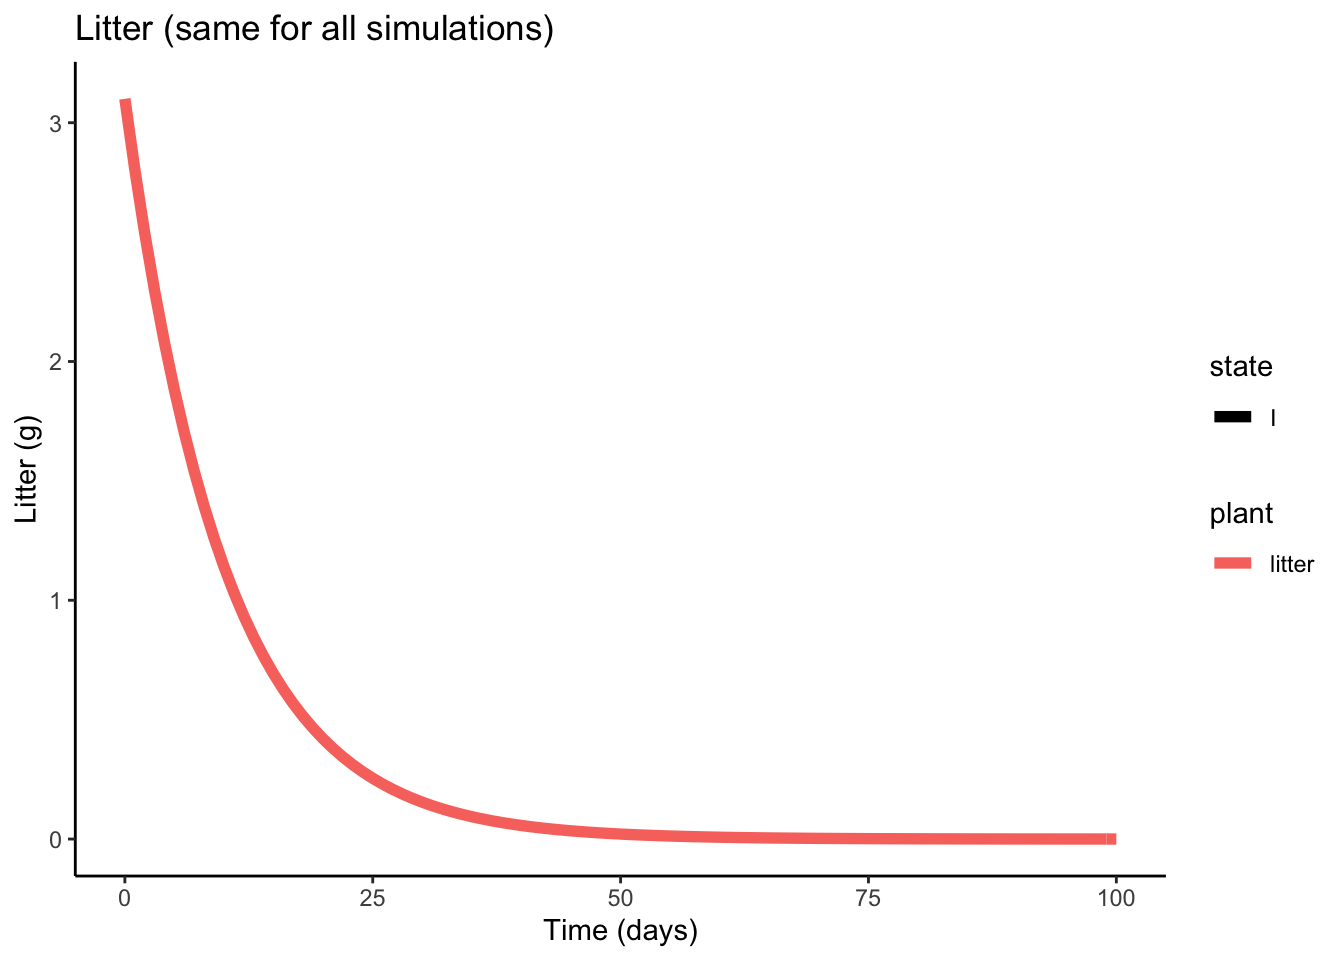 Litter (same for all simulations)
3
2
1
0
Litter (g)
0 25 50 75 100
Time (days)
state
l
plant
litter